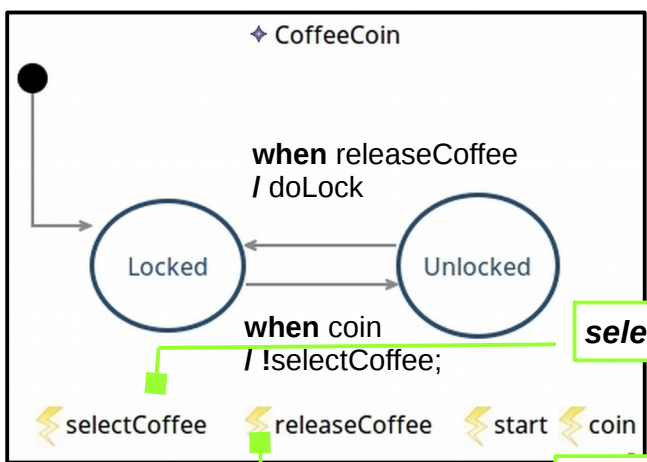 CoffeeCoin
when releaseCoffee
/ doLock
Locked
Unlocked
when coin
/ !selectCoffee;
sele
selectCoffee
releaseCoffee
start
coin